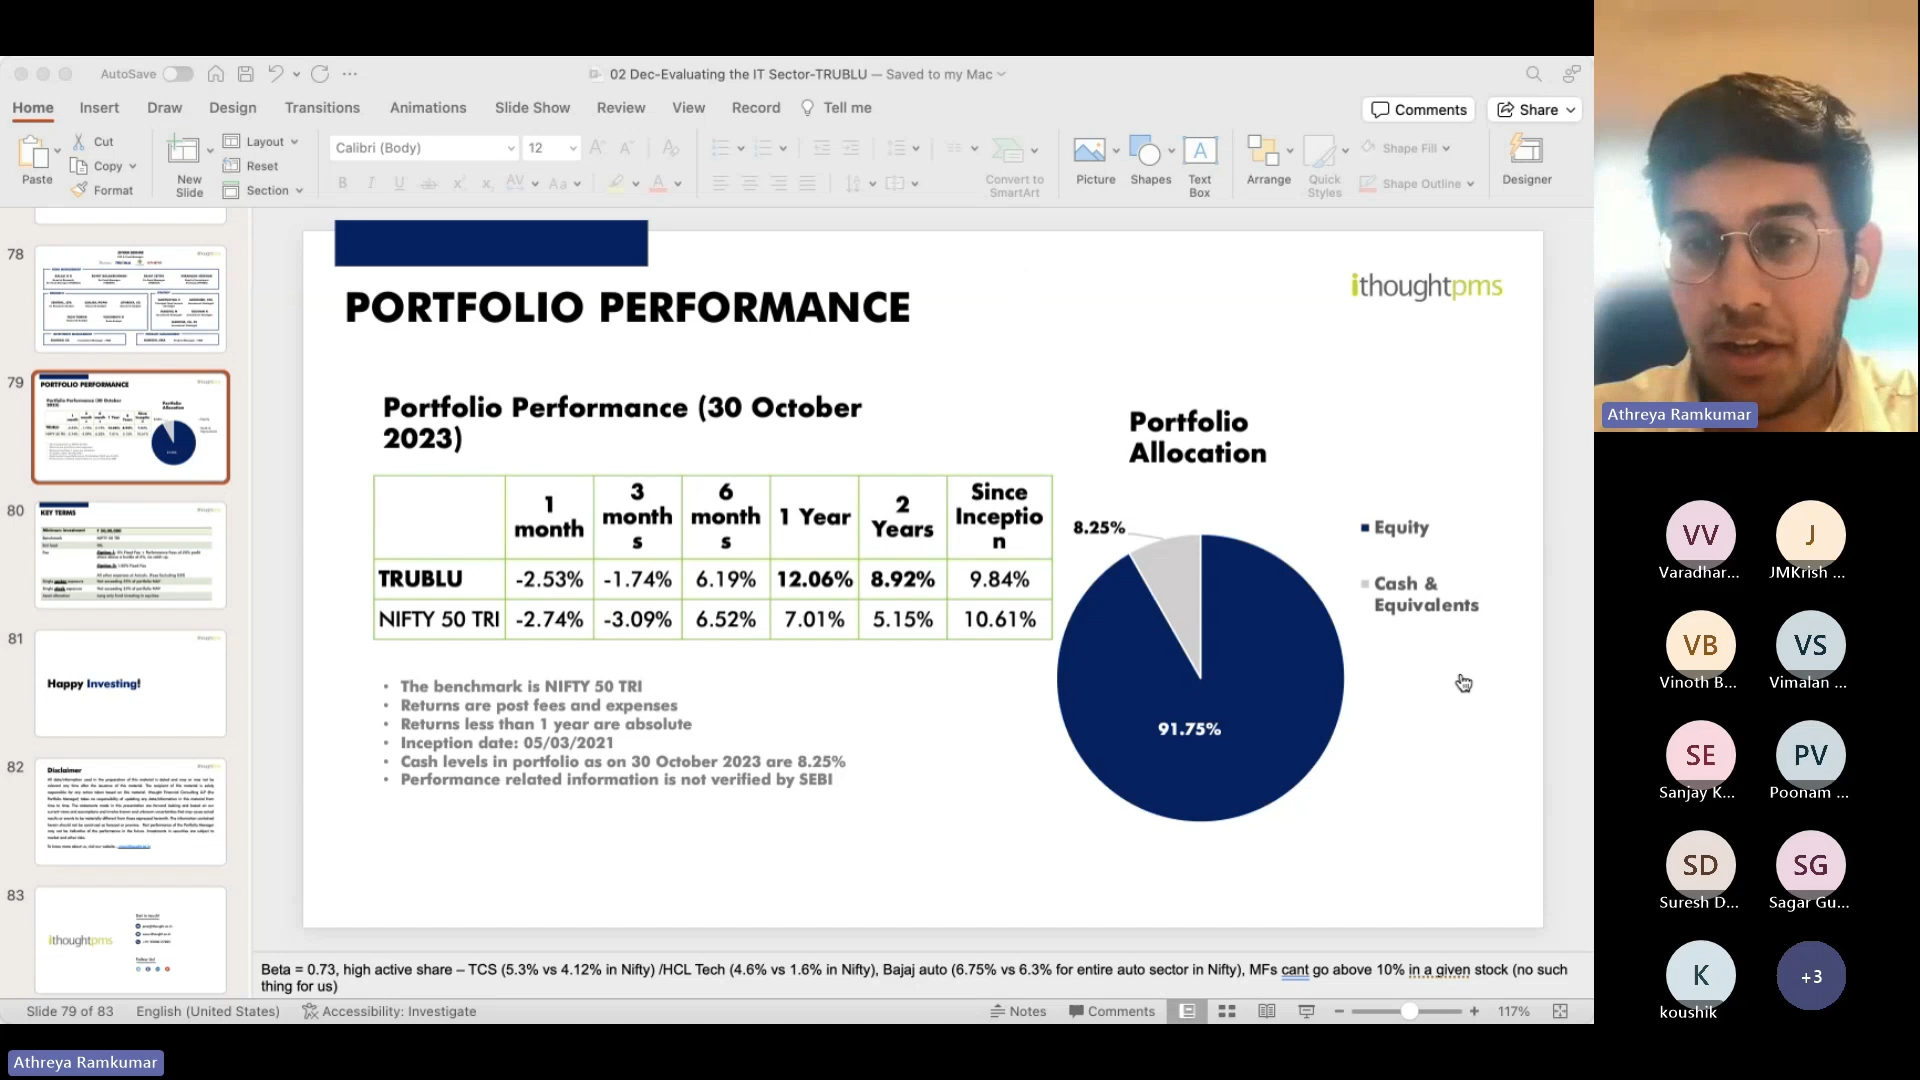 AutoSave
02 Dec-Evaluating the IT Sector-TRUBLU — Saved to my Mac
Home Insert Draw Design Transitions Animations Slide Show Review View Record Tell me
Comments Share
Paste Cut Copy Format
New Slide Layout Reset Section
Calibri (Body) 12
Convert to SmartArt
Picture Shapes Text Box Arrange Quick Styles Shape Fill Shape Outline Designer
78
79
PORTFOLIO PERFORMANCE
80
KEY TERMS
81
Happy Investing!
82
Disclaimer
83
ithoughtpms
PORTFOLIO PERFORMANCE
ithoughtpms
Portfolio Performance (30 October
2023)
1 month 3 months 6 months 1 Year 2 Years Since Inception
TRUBLU -2.53% -1.74% 6.19% 12.06% 8.92% 9.84%
NIFTY 50 TRI -2.74% -3.09% 6.52% 7.01% 5.15% 10.61%
• The benchmark is NIFTY 50 TRI
• Returns are post fees and expenses
• Returns less than 1 year are absolute
• Inception date: 05/03/2021
• Cash levels in portfolio as on 30 October 2023 are 8.25%
• Performance related information is not verified by SEBI
Portfolio
Allocation
8.25%
91.75%
Equity
Cash &
Equivalents
Beta = 0.73, high active share – TCS (5.3% vs 4.12% in Nifty) /HCL Tech (4.6% vs 1.6% in Nifty), Bajaj auto (6.75% vs 6.3% for entire auto sector in Nifty), MFs cant go above 10% in a given stock (no such
thing for us)
Slide 79 of 83 English (United States) Accessibility: Investigate Notes Comments 117%
Athreya Ramkumar
Athreya Ramkumar
VV J
Varadhar... JMKrish ...
VB VS
Vinoth B... Vimalan ...
SE PV
Sanjay K... Poonam ...
SD SG
Suresh D... Sagar Gu...
K +3
koushik